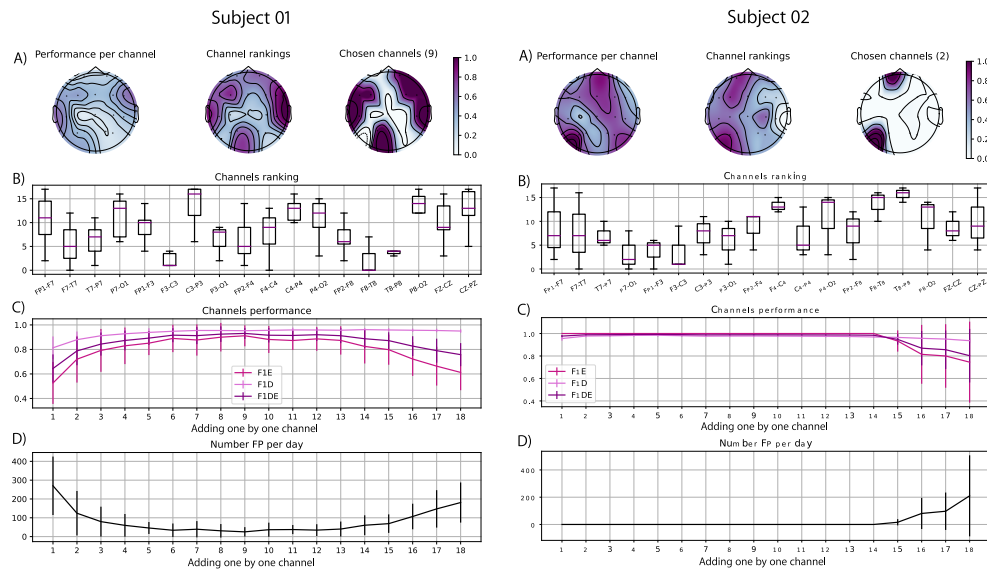 Subject 01
A)
Performance per channel
Channel rankings
Chosen channels (9)
1.0
0.8
0.6
0.4
0.2
0.0
B)
Channels ranking
15
10
5
0
FP1-F7
F7-T7
T7-P7
P7-O1
FP1-F3
F3-C3
C3-P3
P3-O1
FP2-F4
F4-C4
C4-P4
P4-O2
FP2-F8
F8-T8
T8-P8
P8-O2
FZ-CZ
CZ-PZ
C)
Channels performance
1.0
0.8
0.6
0.4
F1E
F1D
F1DE
1 2 3 4 5 6 7 8 9 10 11 12 13 14 15 16 17 18
Adding one by one channel
D)
Number FP per day
400
300
200
100
0
1 2 3 4 5 6 7 8 9 10 11 12 13 14 15 16 17 18
Adding one by one channel
Subject 02
A)
Performance per channel
Channel rankings
Chosen channels (2)
1.0
0.8
0.6
0.4
0.2
0.0
B)
Channels ranking
15
10
5
0
FP1-F7
F7-T7
T7-P7
P7-O1
FP1-F3
F3-C3
C3-P3
P3-O1
FP2-F4
F4-C4
C4-P4
P4-O2
FP2-F8
F8-T8
T8-P8
P8-O2
FZ-CZ
CZ-PZ
C)
Channels performance
1.0
0.8
0.6
0.4
F1E
F1D
F1DE
1 2 3 4 5 6 7 8 9 10 11 12 13 14 15 16 17 18
Adding one by one channel
D)
Number FP per day
400
200
0
1 2 3 4 5 6 7 8 9 10 11 12 13 14 15 16 17 18
Adding one by one channel